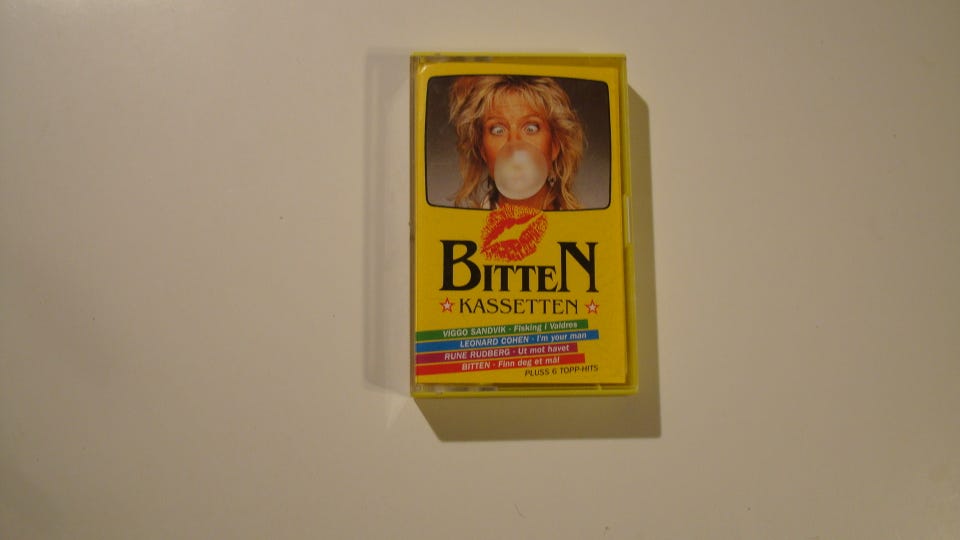 BITTEN
KASSETTEN
VIGGO SANDVIK · Fisking i Valdres
LEONARD COHEN · I'm your man
RUNE RUDBERG · Ut mot havet
BITTEN · Finn deg et mål
PLUSS 6 TOPP-HITS